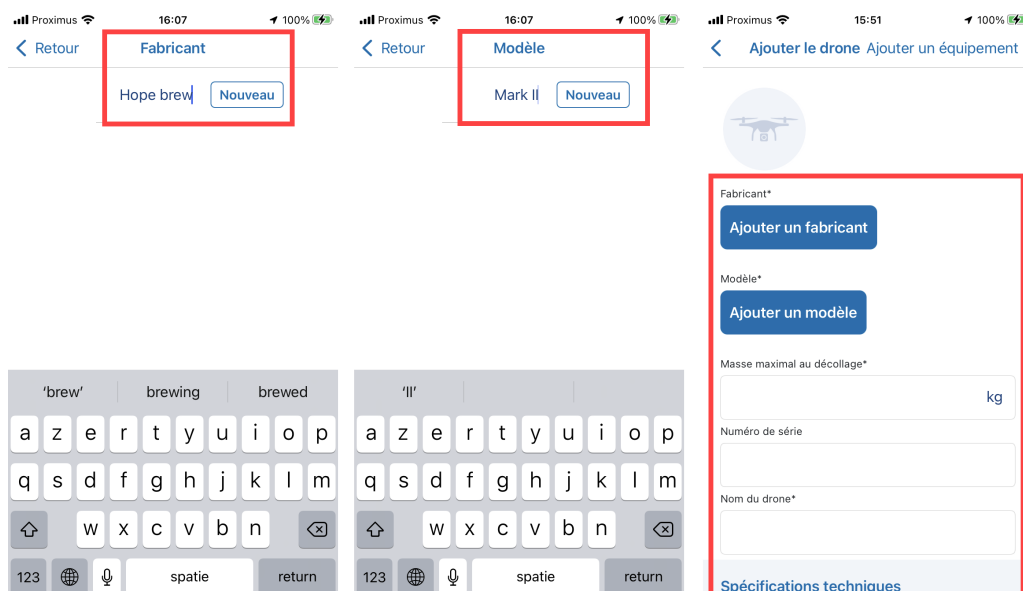 Proximus 16:07 100%
Retour Fabricant
Hope brew Nouveau
'brew' brewing brewed
a z e r t y u i o p
q s d f g h j k l m
w x c v b n
123 spatie return
Proximus 16:07 100%
Retour Modèle
Mark II Nouveau
'II'
a z e r t y u i o p
q s d f g h j k l m
w x c v b n
123 spatie return
Proximus 15:51 100%
Ajouter le drone Ajouter un équipement
Fabricant*
Ajouter un fabricant
Modèle*
Ajouter un modèle
Masse maximal au décollage*
kg
Numéro de série
Nom du drone*
Spécifications techniques